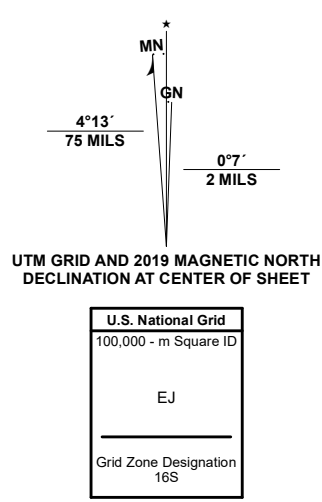 MN
GN
4°13´
75 MILS
0°7´
2 MILS
UTM GRID AND 2019 MAGNETIC NORTH
DECLINATION AT CENTER OF SHEET
U.S. National Grid
100,000 - m Square ID
EJ
Grid Zone Designation
16S